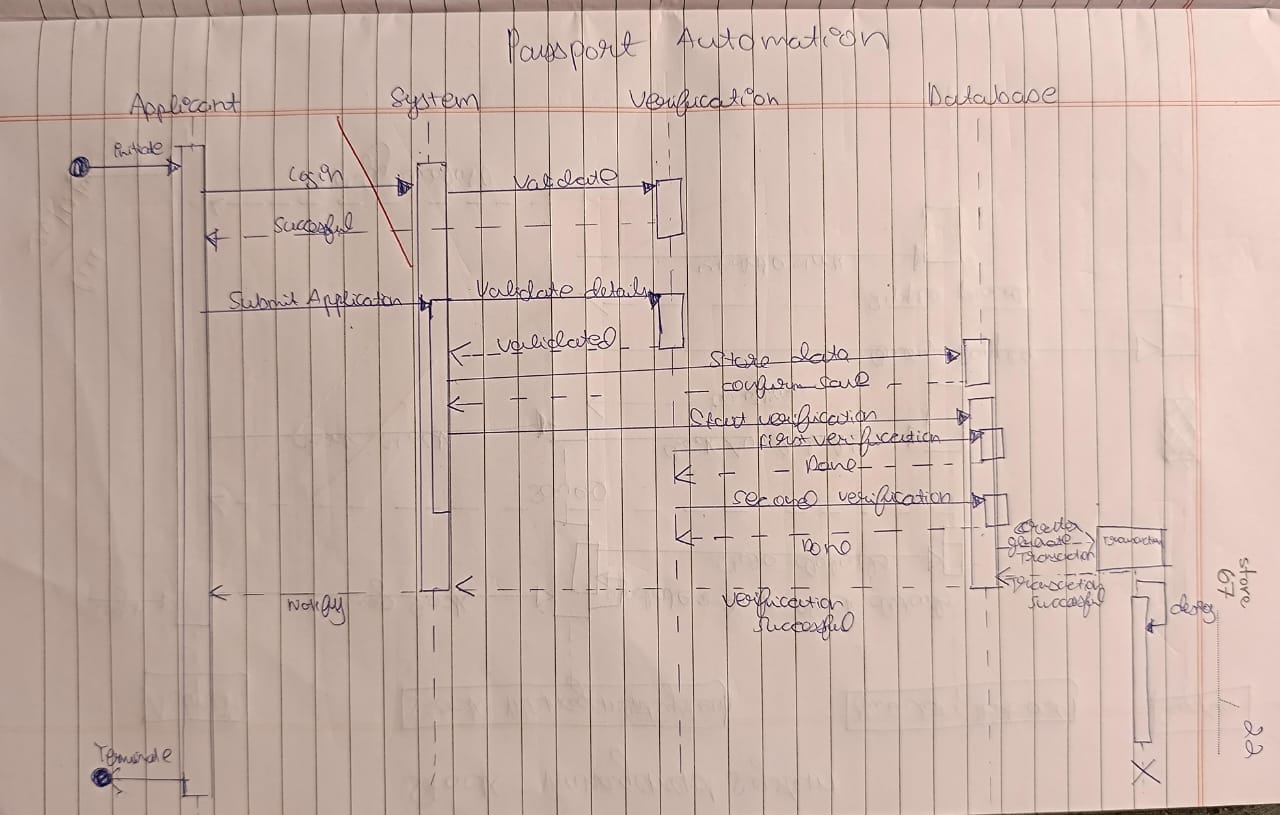 Passport Automation
Applicant
System
Verification
Database
initiate
Login
Validate
Succesful
Submit Application
Validate details
validated
Store data
confirm save
Start verification
first verification
Done
second verification
Done
create
generate
Transaction
Transaction
Transaction
Successful
destroy
Notify
verification
successful
Terminate
store
67
22